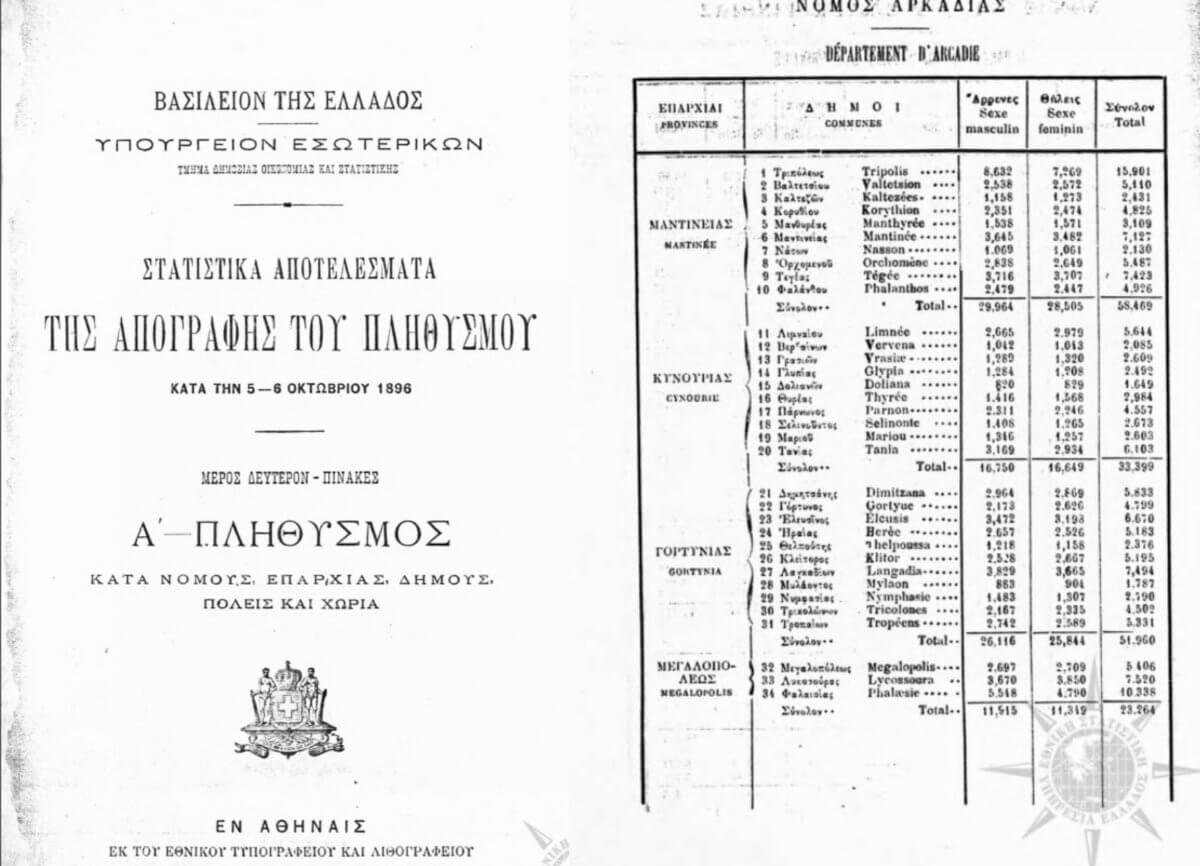 ΒΑΣΙΛΕΙΟΝ ΤΗΣ ΕΛΛΑΔΟΣ
ΥΠΟΥΡΓΕΙΟΝ ΕΣΩΤΕΡΙΚΩΝ
ΤΜΗΜΑ ΔΗΜΟΣΙΑΣ ΟΙΚΟΝΟΜΙΑΣ ΚΑΙ ΣΤΑΤΙΣΤΙΚΗΣ
ΣΤΑΤΙΣΤΙΚΑ ΑΠΟΤΕΛΕΣΜΑΤΑ
ΤΗΣ ΑΠΟΓΡΑΦΗΣ ΤΟΥ ΠΛΗΘΥΣΜΟΥ
ΚΑΤΑ ΤΗΝ 5—6 ΟΚΤΩΒΡΙΟΥ 1896
ΜΕΡΟΣ ΔΕΥΤΕΡΟΝ - ΠΙΝΑΚΕΣ
Α΄—ΠΛΗΘΥΣΜΟΣ
ΚΑΤΑ ΝΟΜΟΥΣ, ΕΠΑΡΧΙΑΣ, ΔΗΜΟΥΣ,
ΠΟΛΕΙΣ ΚΑΙ ΧΩΡΙΑ
ΕΝ ΑΘΗΝΑΙΣ
ΕΚ ΤΟΥ ΕΘΝΙΚΟΥ ΤΥΠΟΓΡΑΦΕΙΟΥ ΚΑΙ ΛΙΘΟΓΡΑΦΕΙΟΥ
ΝΟΜΟΣ ΑΡΚΑΔΙΑΣ
DÉPARTEMENT D'ARCADIE
ΕΠΑΡΧΙΑΙ ΔΗΜΟΙ Ἄρρενες Θήλεις Σύνολον
PROVINCES COMMUNES Sexe masculin Sexe feminin Total
ΜΑΝΤΙΝΕΙΑΣ
MANTINÉE
1 Τριπόλεως Tripolis 8,632 7,269 15,901
2 Βαλτετσίου Valtetsion 2,538 2,572 5,110
3 Καλτεζῶν Kaltezées 1,158 1,273 2,431
4 Κορυθίου Korythion 2,351 2,474 4,825
5 Μανθυρέας Manthyrée 1,538 1,571 3,109
6 Μαντινείας Mantinée 3,645 3,482 7,127
7 Νάσων Nasson 1.069 1,061 2.130
8 Ὀρχομενοῦ Orchomène 2,838 2,649 5,487
9 Τεγέας Tégée 3,716 3,707 7,423
10 Φαλάνθου Phalanthos 2,479 2,447 4,926
Σύνολον Total 29,964 28,505 58,469
ΚΥΝΟΥΡΙΑΣ
CYNOURIE
11 Λιμναίου Limnée 2,665 2,979 5.644
12 Βερβαίνων Vervena 1,042 1,043 2,085
13 Βρασιῶν Vrasiæ 1,289 1,320 2.609
14 Γλυπίας Glypia 1,284 1,208 2.492
15 Δολιανῶν Doliana 820 829 1.649
16 Θυρέας Thyrée 1.416 1,568 2,984
17 Πάρνωνος Parnon 2.311 2,246 4.557
18 Σελινοῦντος Selinonte 1,408 1,265 2,673
19 Μαριοῦ Mariou 1,346 1,257 2.603
20 Τανίας Tania 3,169 2.934 6,103
Σύνολον Total 16,750 16,649 33,399
ΓΟΡΤΥΝΙΑΣ
GORTYNIA
21 Δημητσάνης Dimitzana 2,964 2,869 5.833
22 Γόρτυνος Gortyne 2,173 2,626 4.799
23 Ἐλευσῖνος Eleusis 3,472 3,198 6.670
24 Ἡραίας Herée 2.657 2,526 5.183
25 Θελπούσης Thelpoussa 1,218 1,158 2.376
26 Κλείτορος Klitor 2,528 2,667 5.195
27 Λαγκαδίων Langadia 3,829 3,665 7,494
28 Μυλάοντος Mylaon 883 904 1.787
29 Νυμφασίας Nymphasie 1,483 1,307 2,790
30 Τρικολώνων Tricolones 2,167 2,335 4,502
31 Τροπαίων Tropéens 2,742 2.589 5.331
Σύνολον Total 26,116 25,844 51,960
ΜΕΓΑΛΟΠΟ-
ΛΕΩΣ
MEGALOPOLIS
32 Μεγαλοπόλεως Megalopolis 2,697 2,709 5 406
33 Λυκοσούρας Lycossoura 3,670 3,850 7.520
34 Φαλαισίας Phalæsie 5.548 4,790 10.338
Σύνολον Total 11,915 11,349 23.264
ΕΘΝΙΚΗ ΣΤΑΤΙΣΤΙΚΗ ΥΠΗΡΕΣΙΑ ΕΛΛΑΔΟΣ